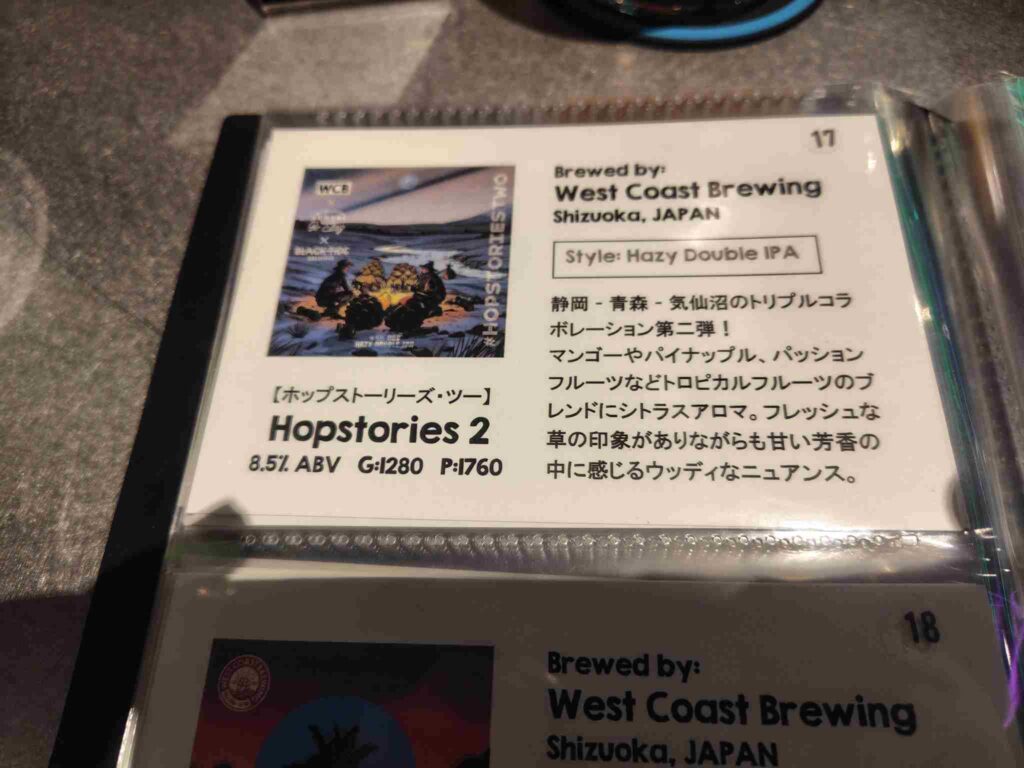 17
WCB
×
×
BLACK TIDE
#HOPSTORIESTWO
HAZY DOUBLE IPA
【ホップストーリーズ・ツー】
Hopstories 2
8.5% ABV G:1280 P:1760
Brewed by:
West Coast Brewing
Shizuoka, JAPAN
Style: Hazy Double IPA
静岡 - 青森 - 気仙沼のトリプルコラ
ボレーション第二弾！
マンゴーやパイナップル、パッション
フルーツなどトロピカルフルーツのブ
レンドにシトラスアロマ。フレッシュな
草の印象がありながらも甘い芳香の
中に感じるウッディなニュアンス。
18
Brewed by:
West Coast Brewing
Shizuoka, JAPAN